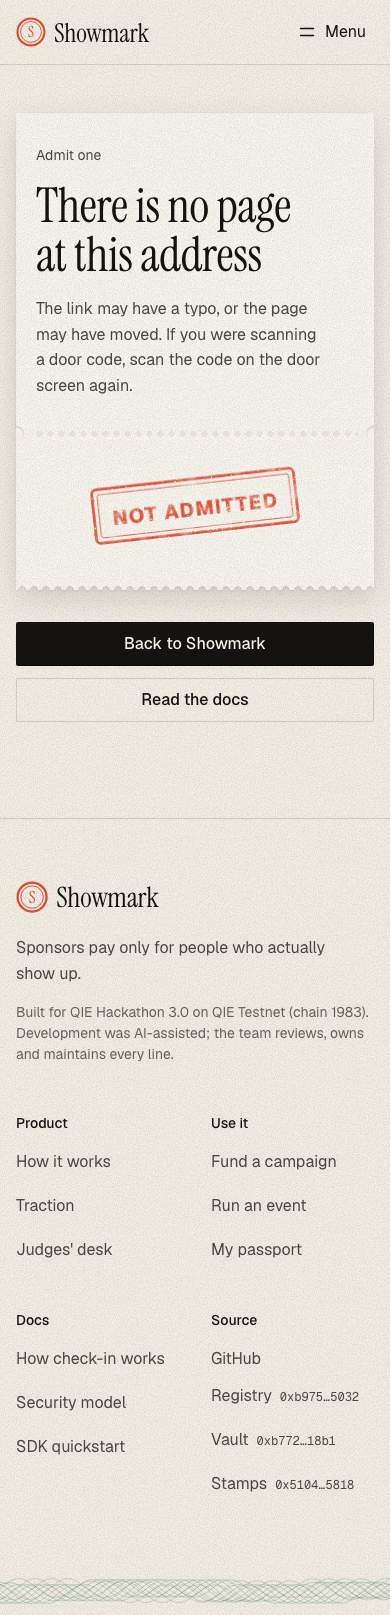 S Showmark
Menu
Admit one
There is no page
at this address
The link may have a typo, or the page
may have moved. If you were scanning
a door code, scan the code on the door
screen again.
NOT ADMITTED
Back to Showmark
Read the docs
S Showmark
Sponsors pay only for people who actually
show up.
Built for QIE Hackathon 3.0 on QIE Testnet (chain 1983).
Development was AI-assisted; the team reviews, owns
and maintains every line.
Product
How it works
Traction
Judges' desk
Use it
Fund a campaign
Run an event
My passport
Docs
How check-in works
Security model
SDK quickstart
Source
GitHub
Registry 0xb975…5032
Vault 0xb772…18b1
Stamps 0x5104…5818